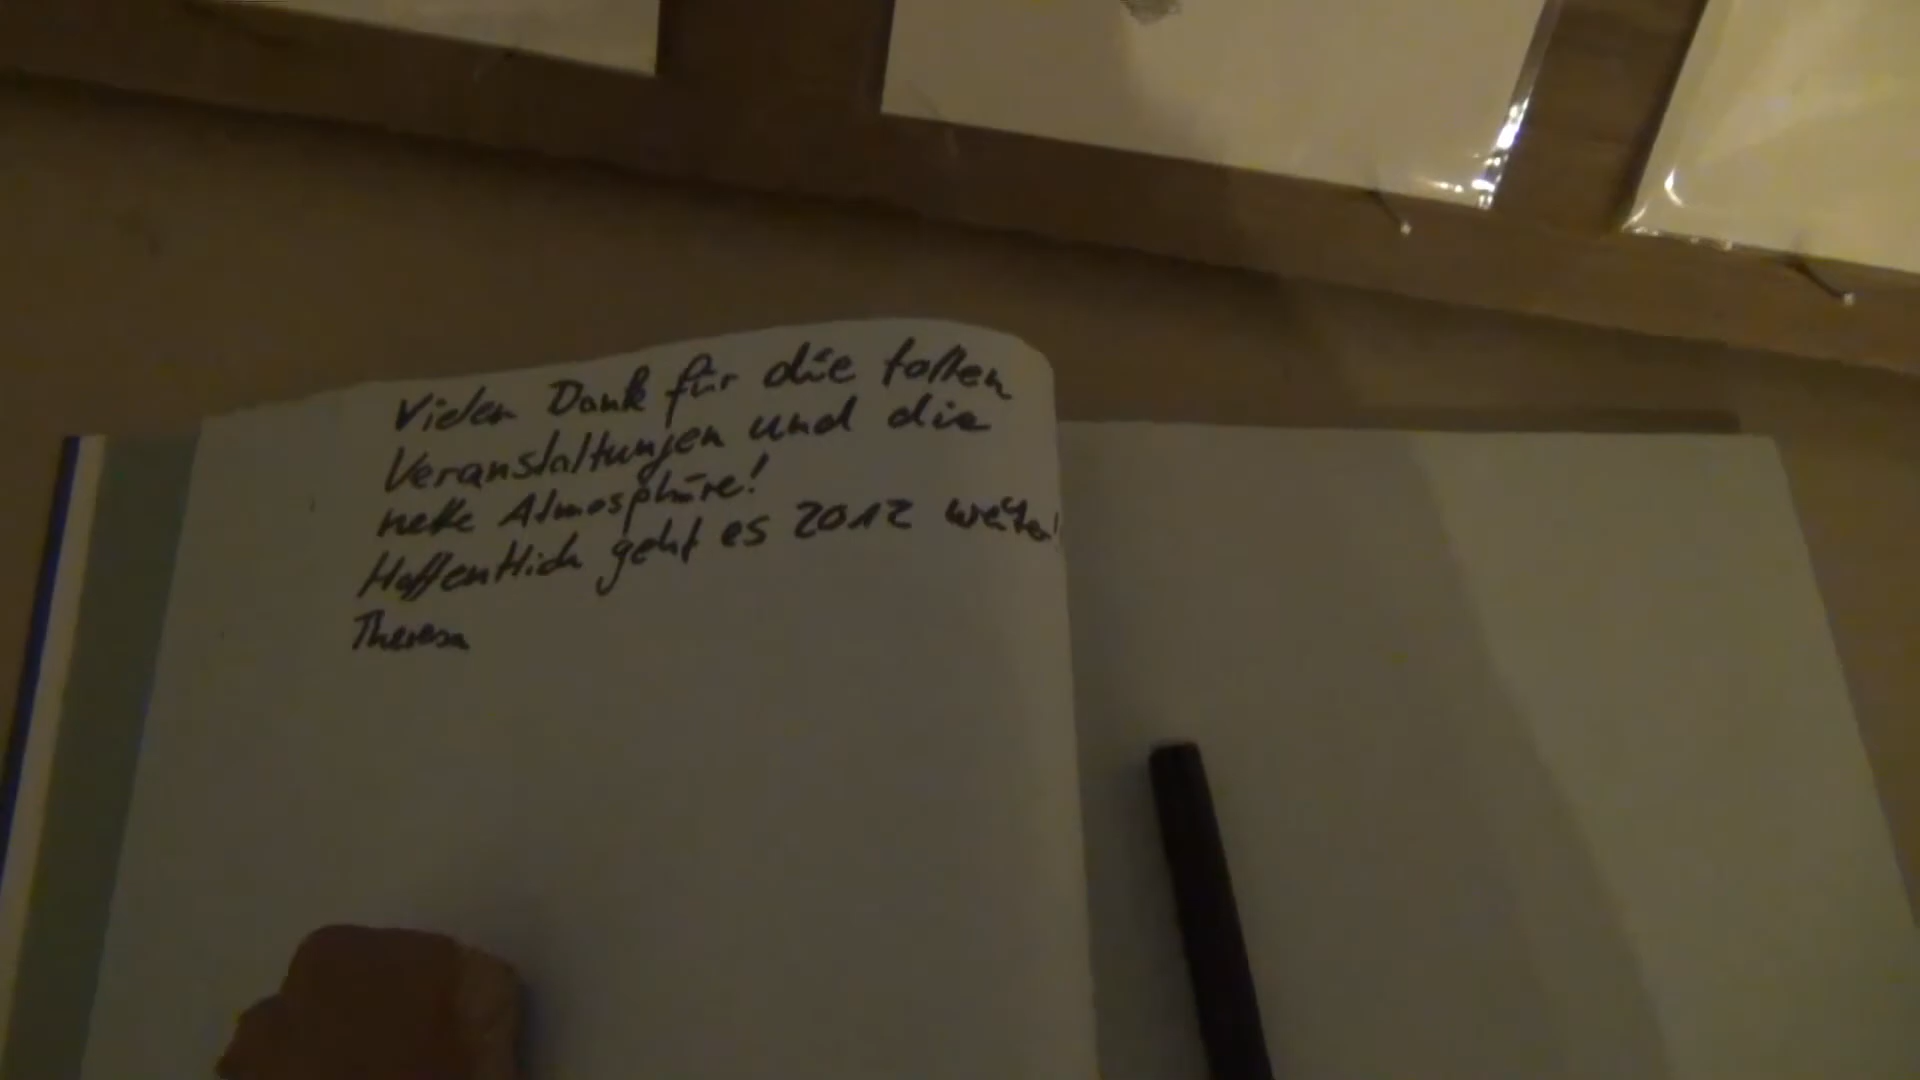 Vielen Dank für die tollen
Veranstaltungen und die
nette Atmosphäre!
Hoffentlich geht es 2012 weiter!
Theresa